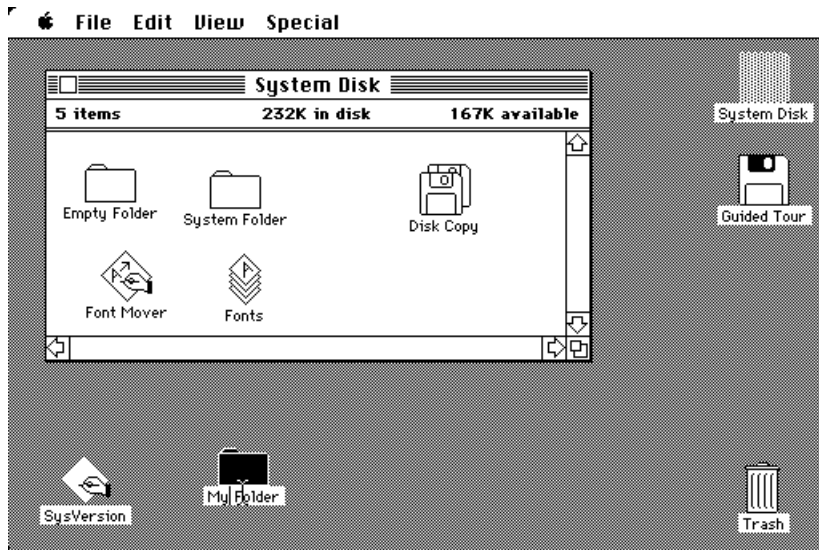 File Edit View Special
System Disk
5 items 232K in disk 167K available
System Disk
Empty Folder System Folder Disk Copy
Guided Tour
Font Mover Fonts
SysVersion My Folder Trash